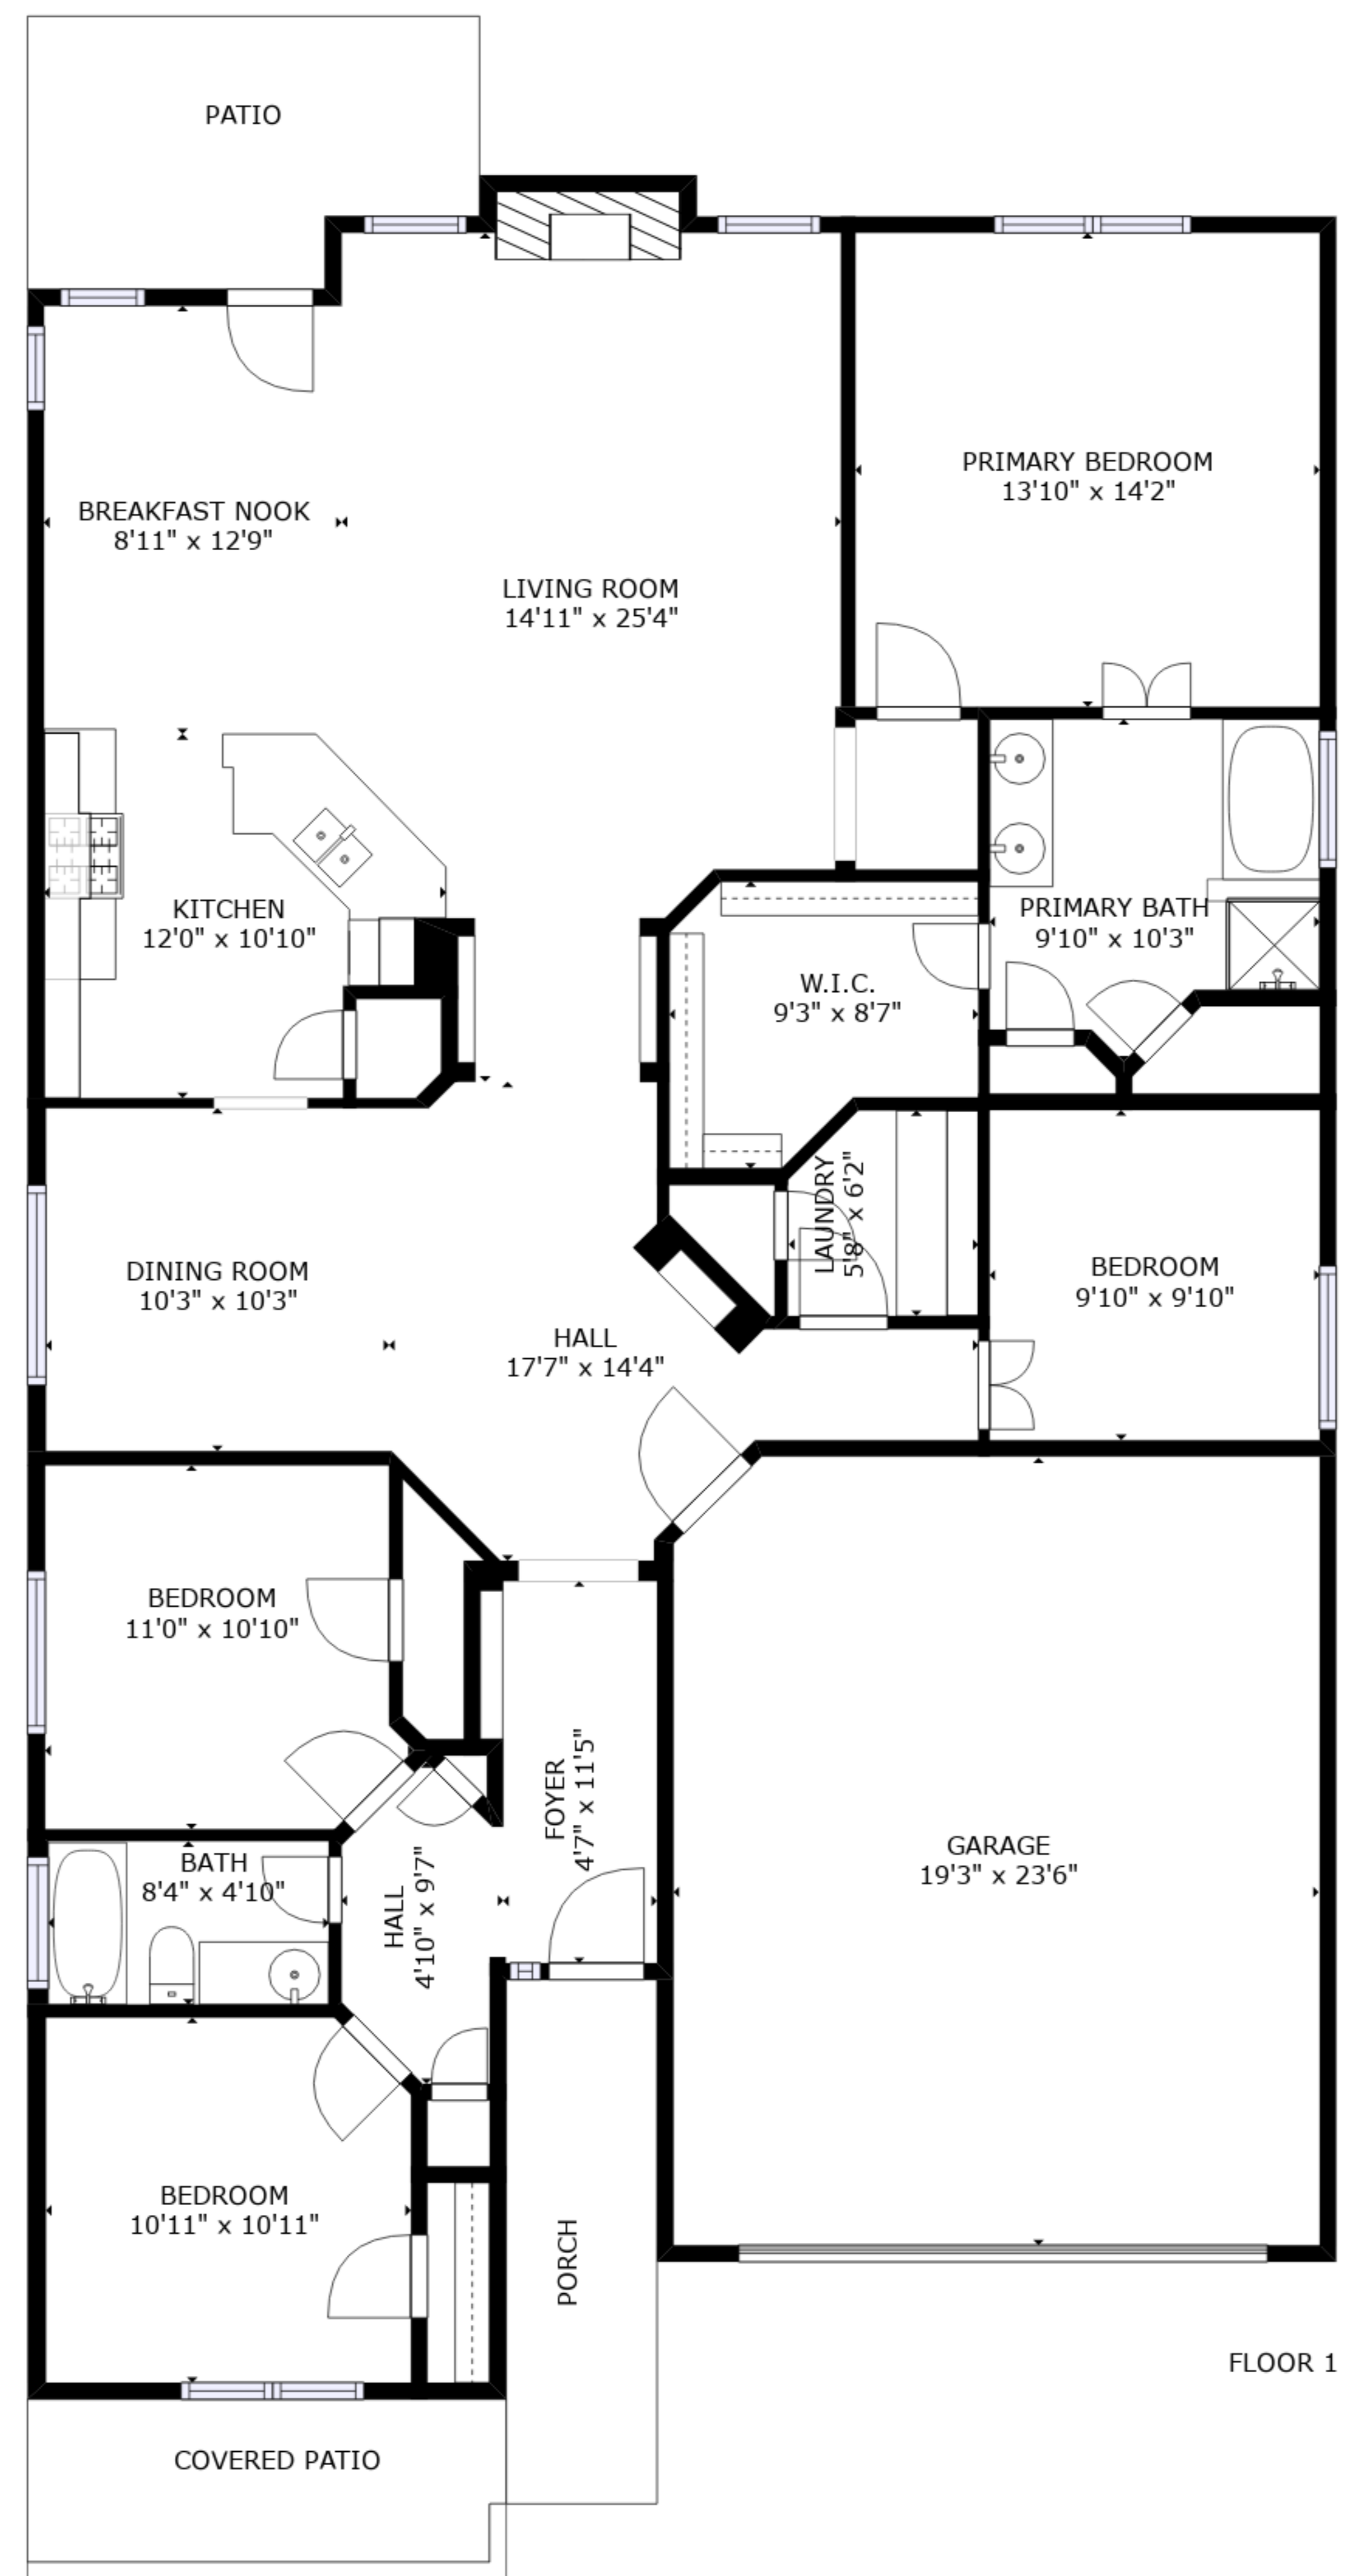 PATIO
PRIMARY BEDROOM
13'10" x 14'2"
BREAKFAST NOOK
8'11" x 12'9"
LIVING ROOM
14'11" x 25'4"
KITCHEN
12'0" x 10'10"
PRIMARY BATH
9'10" x 10'3"
W.I.C.
9'3" x 8'7"
LAUNDRY
5'8" x 6'2"
BEDROOM
9'10" x 9'10"
DINING ROOM
10'3" x 10'3"
HALL
17'7" x 14'4"
BEDROOM
11'0" x 10'10"
FOYER
4'7" x 11'5"
GARAGE
19'3" x 23'6"
BATH
8'4" x 4'10"
HALL
4'10" x 9'7"
BEDROOM
10'11" x 10'11"
PORCH
FLOOR 1
COVERED PATIO